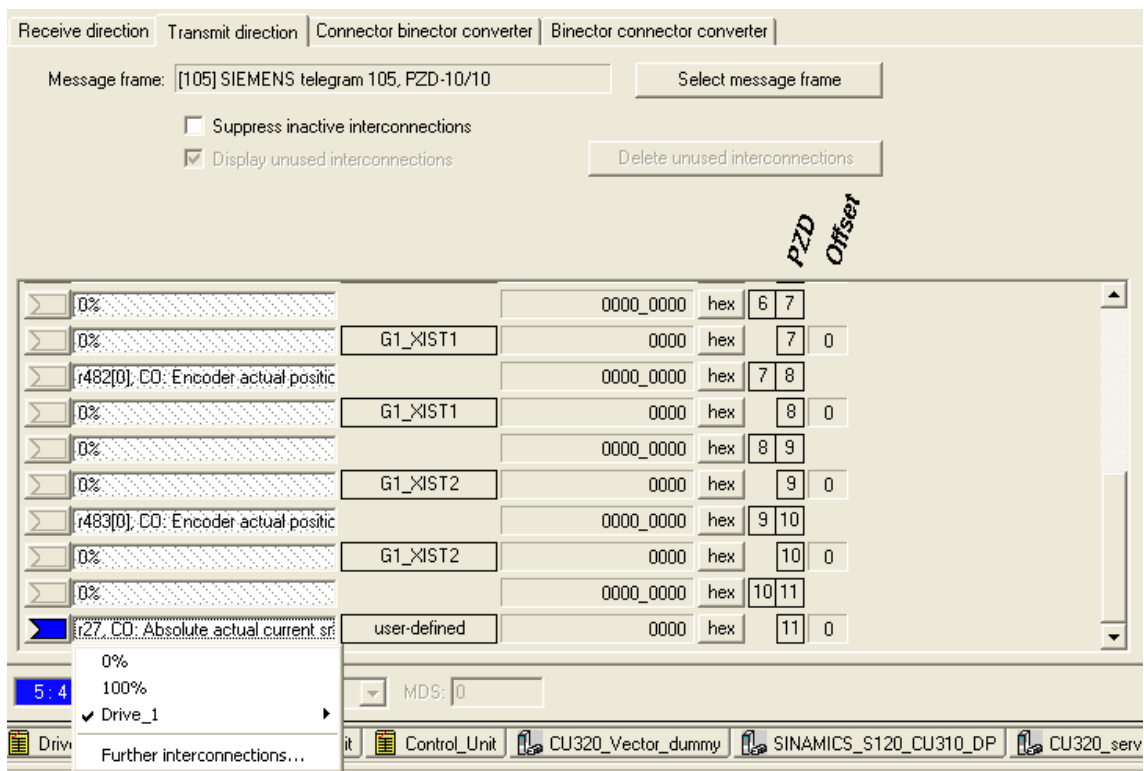 Receive direction Transmit direction Connector binector converter Binector connector converter
Message frame: [105] SIEMENS telegram 105, PZD-10/10 Select message frame
Suppress inactive interconnections
Display unused interconnections Delete unused interconnections
PZD Offset
0% 0000_0000 hex 6 7
0% G1_XIST1 0000 hex 7 0
r482[0], CO: Encoder actual positic 0000_0000 hex 7 8
0% G1_XIST1 0000 hex 8 0
0% 0000_0000 hex 8 9
0% G1_XIST2 0000 hex 9 0
r483[0], CO: Encoder actual positic 0000_0000 hex 9 10
0% G1_XIST2 0000 hex 10 0
0% 0000_0000 hex 10 11
r27, CO: Absolute actual current sr user-defined 0000 hex 11 0
0%
100%
Drive_1
Further interconnections...
5 : 4 MDS: 0
Driv it Control_Unit CU320_Vector_dummy SINAMICS_S120_CU310_DP CU320_serv